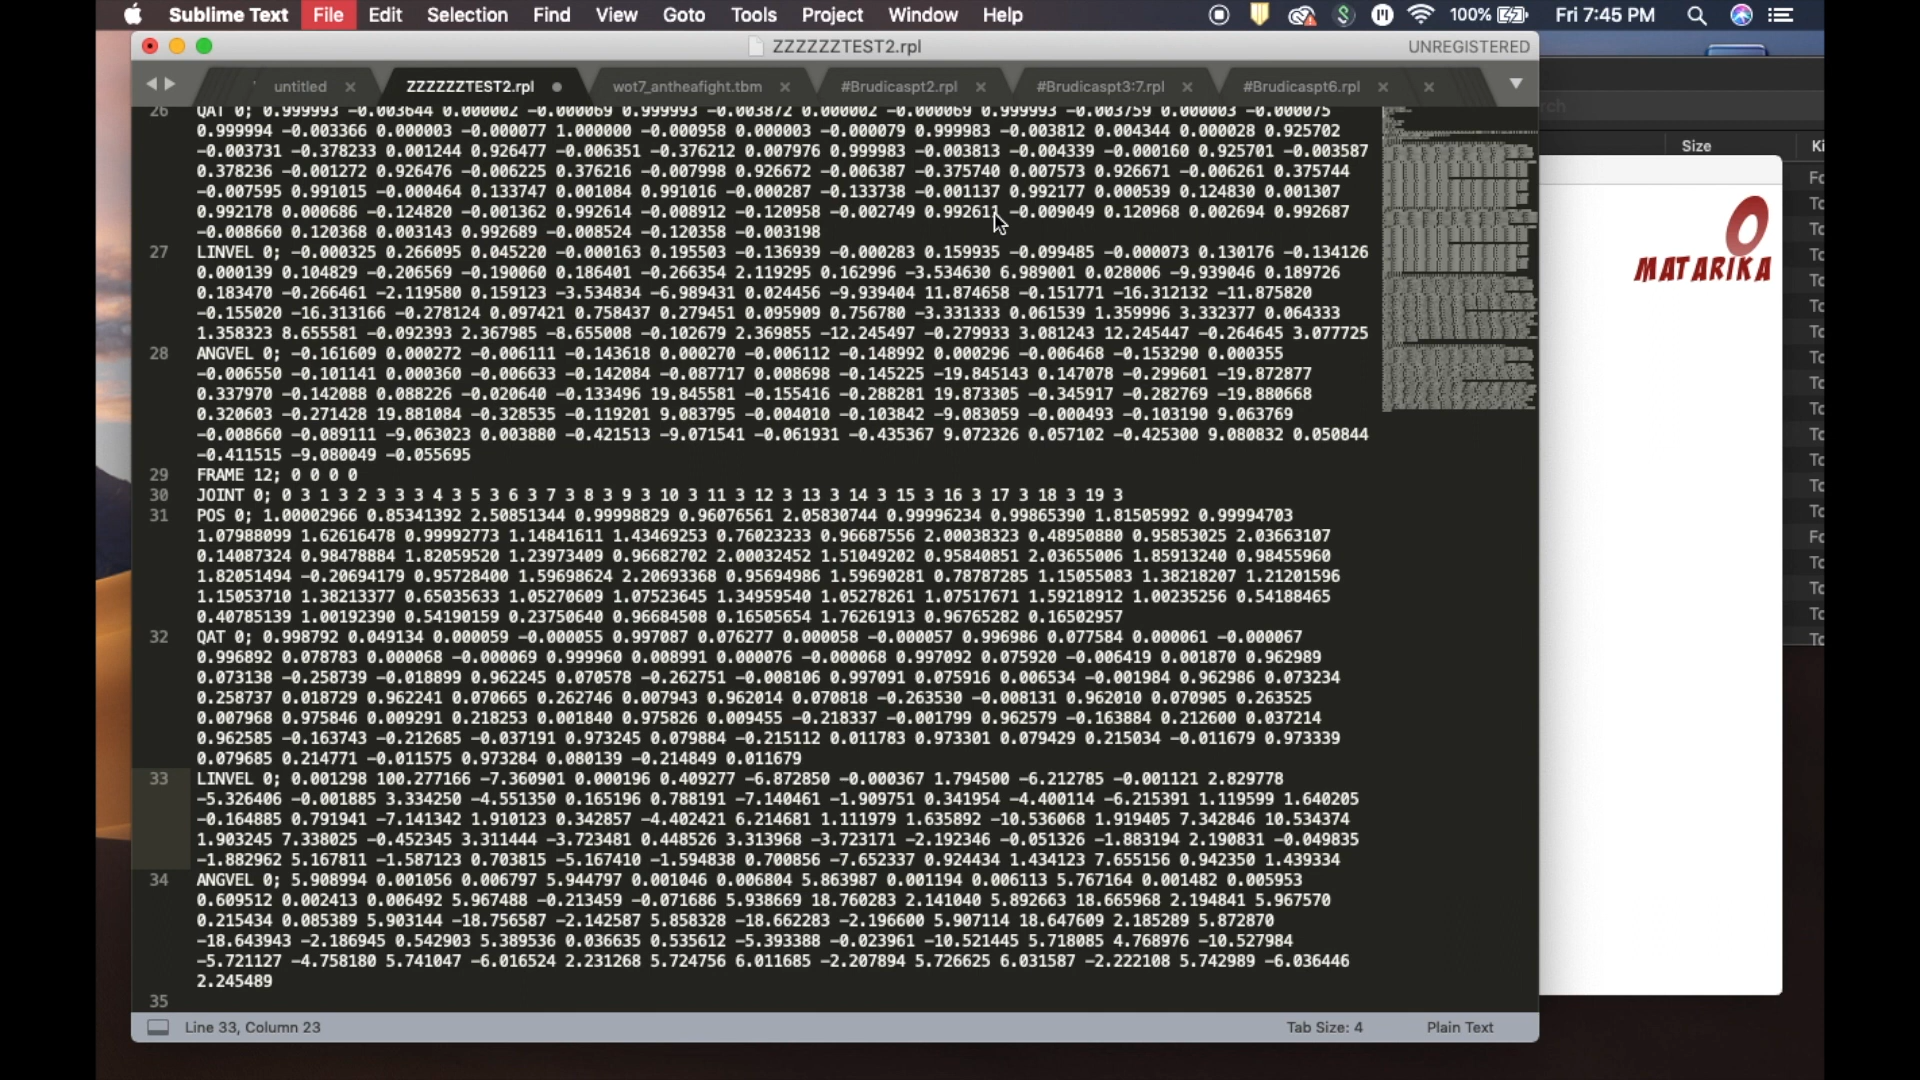 Sublime Text File Edit Selection Find View Goto Tools Project Window Help 100% Fri 7:45 PM
ZZZZZZTEST2.rpl UNREGISTERED
untitled ZZZZZZTEST2.rpl wot7_antheafight.tbm #Brudicaspt2.rpl #Brudicaspt3:7.rpl #Brudicaspt6.rpl
26 QAT 0; 0.999993 -0.003644 0.000002 -0.000069 0.999993 -0.003872 0.000002 -0.000069 0.999993 -0.003759 0.000003 -0.000075
0.999994 -0.003366 0.000003 -0.000077 1.000000 -0.000958 0.000003 -0.000079 0.999983 -0.003812 0.004344 0.000028 0.925702
-0.003731 -0.378233 0.001244 0.926477 -0.006351 -0.376212 0.007976 0.999983 -0.003813 -0.004339 -0.000160 0.925701 -0.003587
0.378236 -0.001272 0.926476 -0.006225 0.376216 -0.007998 0.926672 -0.006387 -0.375740 0.007573 0.926671 -0.006261 0.375744
-0.007595 0.991015 -0.000464 0.133747 0.001084 0.991016 -0.000287 -0.133738 -0.001137 0.992177 0.000539 0.124830 0.001307
0.992178 0.000686 -0.124820 -0.001362 0.992614 -0.008912 -0.120958 -0.002749 0.992611 -0.009049 0.120968 0.002694 0.992687
-0.008660 0.120368 0.003143 0.992689 -0.008524 -0.120358 -0.003198
27 LINVEL 0; -0.000325 0.266095 0.045220 -0.000163 0.195503 -0.136939 -0.000283 0.159935 -0.099485 -0.000073 0.130176 -0.134126
0.000139 0.104829 -0.206569 -0.190060 0.186401 -0.266354 2.119295 0.162996 -3.534630 6.989001 0.028006 -9.939046 0.189726
0.183470 -0.266461 -2.119580 0.159123 -3.534834 -6.989431 0.024456 -9.939404 11.874658 -0.151771 -16.312132 -11.875820
-0.155020 -16.313166 -0.278124 0.097421 0.758437 0.279451 0.095909 0.756780 -3.331333 0.061539 1.359996 3.332377 0.064333
1.358323 8.655581 -0.092393 2.367985 -8.655008 -0.102679 2.369855 -12.245497 -0.279933 3.081243 12.245447 -0.264645 3.077725
28 ANGVEL 0; -0.161609 0.000272 -0.006111 -0.143618 0.000270 -0.006112 -0.148992 0.000296 -0.006468 -0.153290 0.000355
-0.006550 -0.101141 0.000360 -0.006633 -0.142084 -0.087717 0.008698 -0.145225 -19.845143 0.147078 -0.299601 -19.872877
0.337970 -0.142088 0.088226 -0.020640 -0.133496 19.845581 -0.155416 -0.288281 19.873305 -0.345917 -0.282769 -19.880668
0.320603 -0.271428 19.881084 -0.328535 -0.119201 9.083795 -0.004010 -0.103842 -9.083059 -0.000493 -0.103190 9.063769
-0.008660 -0.089111 -9.063023 0.003880 -0.421513 -9.071541 -0.061931 -0.435367 9.072326 0.057102 -0.425300 9.080832 0.050844
-0.411515 -9.080049 -0.055695
29 FRAME 12; 0 0 0 0
30 JOINT 0; 0 3 1 3 2 3 3 3 4 3 5 3 6 3 7 3 8 3 9 3 10 3 11 3 12 3 13 3 14 3 15 3 16 3 17 3 18 3 19 3
31 POS 0; 1.00002966 0.85341392 2.50851344 0.99998829 0.96076561 2.05830744 0.99996234 0.99865390 1.81505992 0.99994703
1.07988099 1.62616478 0.99992773 1.14841611 1.43469253 0.76023233 0.96687556 2.00038323 0.48950880 0.95853025 2.03663107
0.14087324 0.98478884 1.82059520 1.23973409 0.96682702 2.00032452 1.51049202 0.95840851 2.03655006 1.85913240 0.98455960
1.82051494 -0.20694179 0.95728400 1.59698624 2.20693368 0.95694986 1.59690281 0.78787285 1.15055083 1.38218207 1.21201596
1.15053710 1.38213377 0.65035633 1.05270609 1.07523645 1.34959540 1.05278261 1.07517671 1.59218912 1.00235256 0.54188465
0.40785139 1.00192390 0.54190159 0.23750640 0.96684508 0.16505654 1.76261913 0.96765282 0.16502957
32 QAT 0; 0.998792 0.049134 0.000059 -0.000055 0.997087 0.076277 0.000058 -0.000057 0.996986 0.077584 0.000061 -0.000067
0.996892 0.078783 0.000068 -0.000069 0.999960 0.008991 0.000076 -0.000068 0.997092 0.075920 -0.006419 0.001870 0.962989
0.073138 -0.258739 -0.018899 0.962245 0.070578 -0.262751 -0.008106 0.997091 0.075916 0.006534 -0.001984 0.962986 0.073234
0.258737 0.018729 0.962241 0.070665 0.262746 0.007943 0.962014 0.070818 -0.263530 -0.008131 0.962010 0.070905 0.263525
0.007968 0.975846 0.009291 0.218253 0.001840 0.975826 0.009455 -0.218337 -0.001799 0.962579 -0.163884 0.212600 0.037214
0.962585 -0.163743 -0.212685 -0.037191 0.973245 0.079884 -0.215112 0.011783 0.973301 0.079429 0.215034 -0.011679 0.973339
0.079685 0.214771 -0.011575 0.973284 0.080139 -0.214849 0.011679
33 LINVEL 0; 0.001298 100.277166 -7.360901 0.000196 0.409277 -6.872850 -0.000367 1.794500 -6.212785 -0.001121 2.829778
-5.326406 -0.001885 3.334250 -4.551350 0.165196 0.788191 -7.140461 -1.909751 0.341954 -4.400114 -6.215391 1.119599 1.640205
-0.164885 0.791941 -7.141342 1.910123 0.342857 -4.402421 6.214681 1.111979 1.635892 -10.536068 1.919405 7.342846 10.534374
1.903245 7.338025 -0.452345 3.311444 -3.723481 0.448526 3.313968 -3.723171 -2.192346 -0.051326 -1.883194 2.190831 -0.049835
-1.882962 5.167811 -1.587123 0.703815 -5.167410 -1.594838 0.700856 -7.652337 0.924434 1.434123 7.655156 0.942350 1.439334
34 ANGVEL 0; 5.908994 0.001056 0.006797 5.944797 0.001046 0.006804 5.863987 0.001194 0.006113 5.767164 0.001482 0.005953
0.609512 0.002413 0.006492 5.967488 -0.213459 -0.071686 5.938669 18.760283 2.141040 5.892663 18.665968 2.194841 5.967570
0.215434 0.085389 5.903144 -18.756587 -2.142587 5.858328 -18.662283 -2.196600 5.907114 18.647609 2.185289 5.872870
-18.643943 -2.186945 0.542903 5.389536 0.036635 0.535612 -5.393388 -0.023961 -10.521445 5.718085 4.768976 -10.527984
-5.721127 -4.758180 5.741047 -6.016524 2.231268 5.724756 6.011685 -2.207894 5.726625 6.031587 -2.222108 5.742989 -6.036446
2.245489
35
Line 33, Column 23 Tab Size: 4 Plain Text
Size
MATARIKA